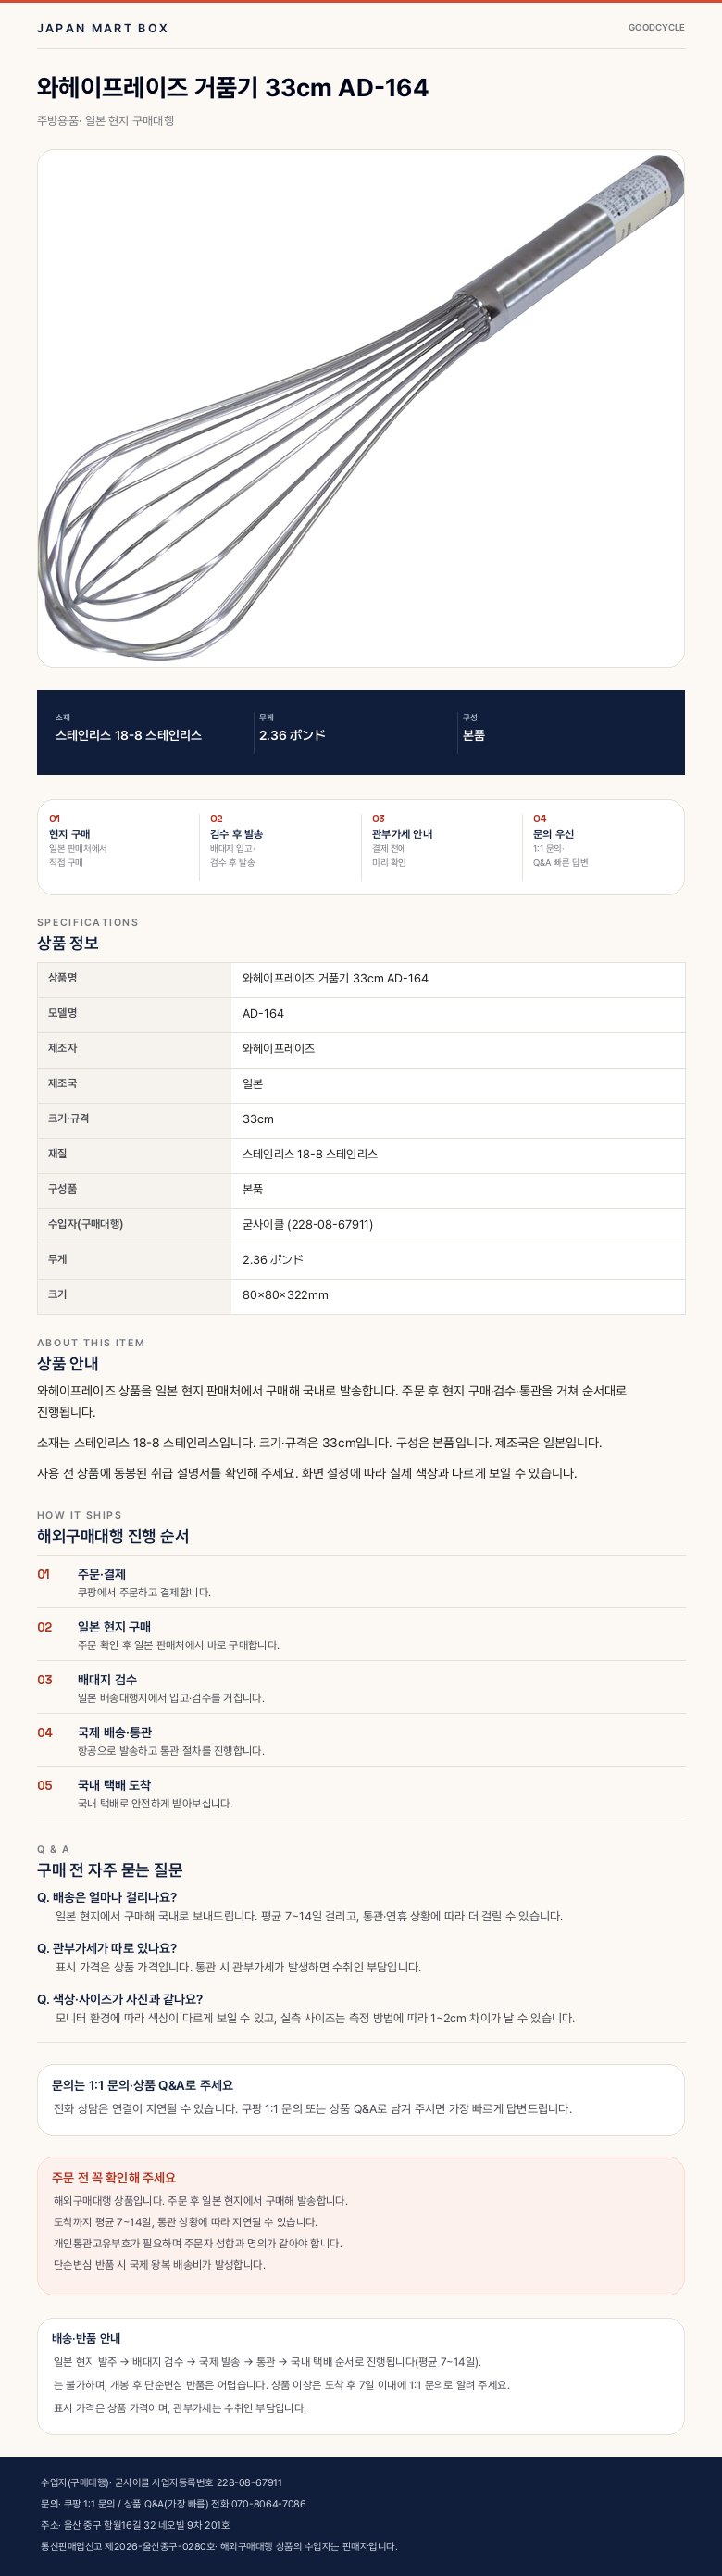 JAPAN MART BOX
GOODCYCLE
와헤이프레이즈 거품기 33cm AD-164
주방용품· 일본 현지 구매대행
소재
스테인리스 18-8 스테인리스
무게
2.36 ポンド
구성
본품
01
현지 구매
일본 판매처에서
직접 구매
02
검수 후 발송
배대지 입고·
검수 후 발송
03
관부가세 안내
결제 전에
미리 확인
04
문의 우선
1:1 문의·
Q&A 빠른 답변
SPECIFICATIONS
상품 정보
상품명 와헤이프레이즈 거품기 33cm AD-164
모델명 AD-164
제조자 와헤이프레이즈
제조국 일본
크기·규격 33cm
재질 스테인리스 18-8 스테인리스
구성품 본품
수입자(구매대행) 굳사이클 (228-08-67911)
무게 2.36 ポンド
크기 80×80×322mm
ABOUT THIS ITEM
상품 안내
와헤이프레이즈 상품을 일본 현지 판매처에서 구매해 국내로 발송합니다. 주문 후 현지 구매·검수·통관을 거쳐 순서대로
진행됩니다.
소재는 스테인리스 18-8 스테인리스입니다. 크기·규격은 33cm입니다. 구성은 본품입니다. 제조국은 일본입니다.
사용 전 상품에 동봉된 취급 설명서를 확인해 주세요. 화면 설정에 따라 실제 색상과 다르게 보일 수 있습니다.
HOW IT SHIPS
해외구매대행 진행 순서
01 주문·결제
쿠팡에서 주문하고 결제합니다.
02 일본 현지 구매
주문 확인 후 일본 판매처에서 바로 구매합니다.
03 배대지 검수
일본 배송대행지에서 입고·검수를 거칩니다.
04 국제 배송·통관
항공으로 발송하고 통관 절차를 진행합니다.
05 국내 택배 도착
국내 택배로 안전하게 받아보십니다.
Q & A
구매 전 자주 묻는 질문
Q. 배송은 얼마나 걸리나요?
일본 현지에서 구매해 국내로 보내드립니다. 평균 7~14일 걸리고, 통관·연휴 상황에 따라 더 걸릴 수 있습니다.
Q. 관부가세가 따로 있나요?
표시 가격은 상품 가격입니다. 통관 시 관부가세가 발생하면 수취인 부담입니다.
Q. 색상·사이즈가 사진과 같나요?
모니터 환경에 따라 색상이 다르게 보일 수 있고, 실측 사이즈는 측정 방법에 따라 1~2cm 차이가 날 수 있습니다.
문의는 1:1 문의·상품 Q&A로 주세요
전화 상담은 연결이 지연될 수 있습니다. 쿠팡 1:1 문의 또는 상품 Q&A로 남겨 주시면 가장 빠르게 답변드립니다.
주문 전 꼭 확인해 주세요
해외구매대행 상품입니다. 주문 후 일본 현지에서 구매해 발송합니다.
도착까지 평균 7~14일, 통관 상황에 따라 지연될 수 있습니다.
개인통관고유부호가 필요하며 주문자 성함과 명의가 같아야 합니다.
단순변심 반품 시 국제 왕복 배송비가 발생합니다.
배송·반품 안내
일본 현지 발주 → 배대지 검수 → 국제 발송 → 통관 → 국내 택배 순서로 진행됩니다(평균 7~14일).
는 불가하며, 개봉 후 단순변심 반품은 어렵습니다. 상품 이상은 도착 후 7일 이내에 1:1 문의로 알려 주세요.
표시 가격은 상품 가격이며, 관부가세는 수취인 부담입니다.
수입자(구매대행)· 굳사이클 사업자등록번호 228-08-67911
문의· 쿠팡 1:1 문의 / 상품 Q&A(가장 빠름) 전화 070-8064-7086
주소· 울산 중구 함월16길 32 네오빌 9차 201호
통신판매업신고 제2026-울산중구-0280호· 해외구매대행 상품의 수입자는 판매자입니다.